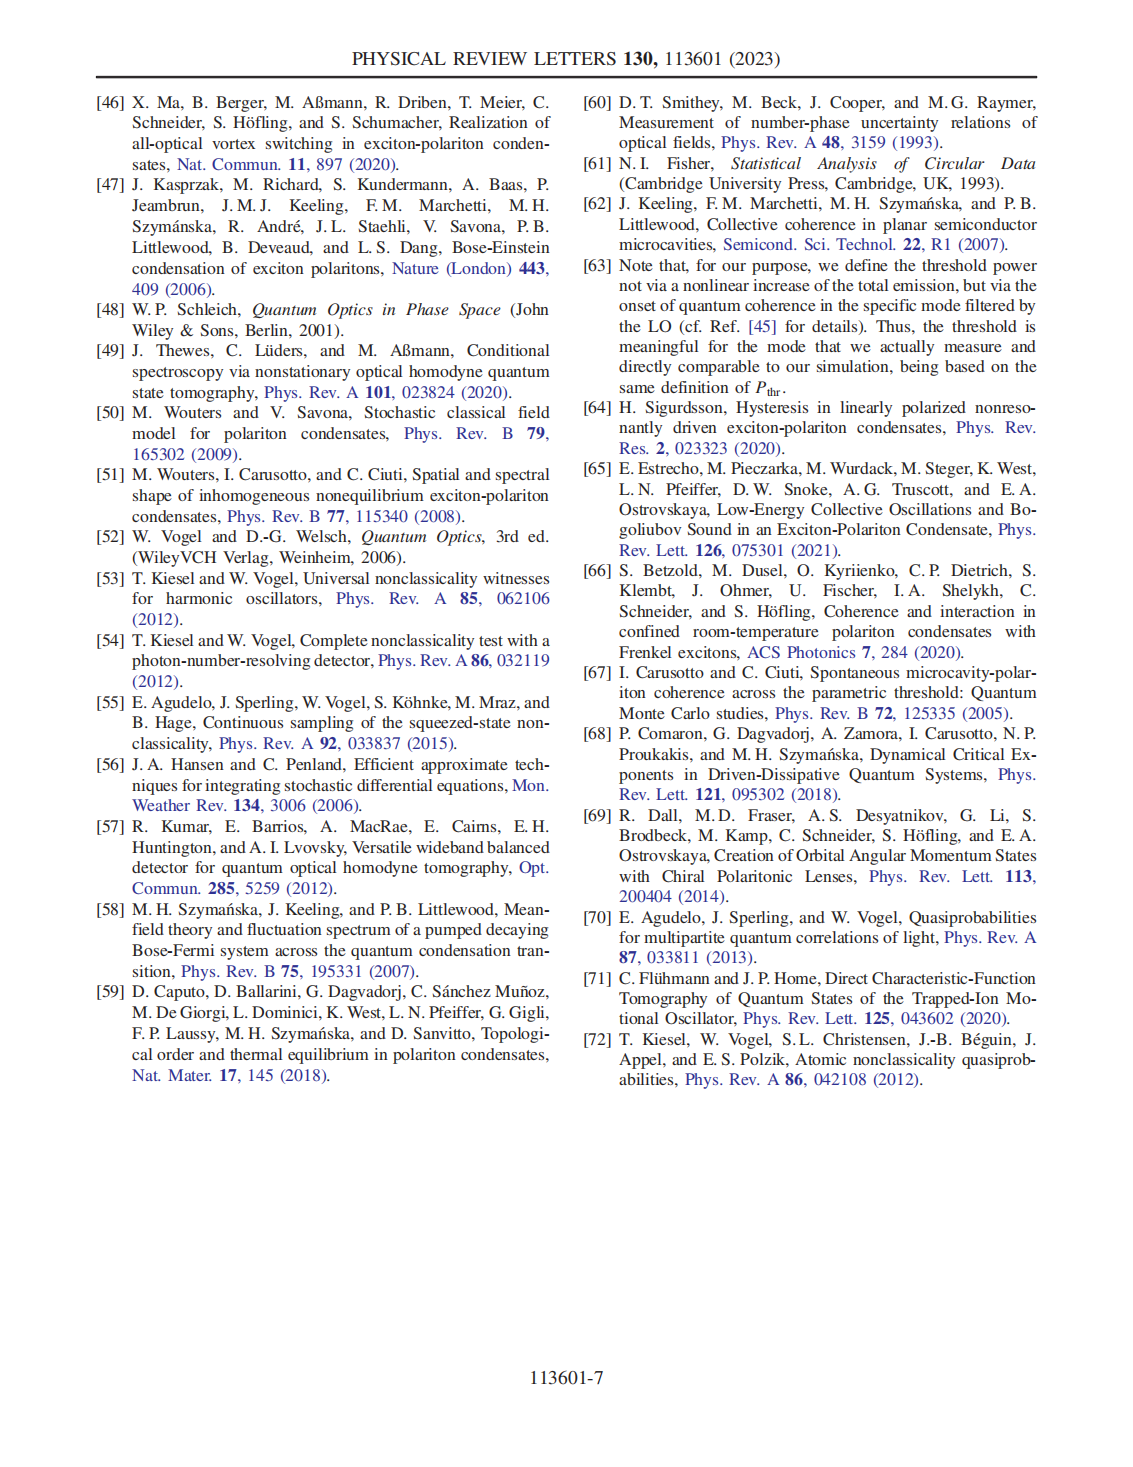 PHYSICAL REVIEW LETTERS 130, 113601 (2023)
[46] X. Ma, B. Berger, M. Aßmann, R. Driben, T. Meier, C.
Schneider, S. Höfling, and S. Schumacher, Realization of
all-optical vortex switching in exciton-polariton conden-
sates, Nat. Commun. 11, 897 (2020).
[47] J. Kasprzak, M. Richard, S. Kundermann, A. Baas, P.
Jeambrun, J. M. J. Keeling, F. M. Marchetti, M. H.
Szymánska, R. André, J. L. Staehli, V. Savona, P. B.
Littlewood, B. Deveaud, and L. S. Dang, Bose-Einstein
condensation of exciton polaritons, Nature (London) 443,
409 (2006).
[48] W. P. Schleich, Quantum Optics in Phase Space (John
Wiley & Sons, Berlin, 2001).
[49] J. Thewes, C. Lüders, and M. Aßmann, Conditional
spectroscopy via nonstationary optical homodyne quantum
state tomography, Phys. Rev. A 101, 023824 (2020).
[50] M. Wouters and V. Savona, Stochastic classical field
model for polariton condensates, Phys. Rev. B 79,
165302 (2009).
[51] M. Wouters, I. Carusotto, and C. Ciuti, Spatial and spectral
shape of inhomogeneous nonequilibrium exciton-polariton
condensates, Phys. Rev. B 77, 115340 (2008).
[52] W. Vogel and D.-G. Welsch, Quantum Optics, 3rd ed.
(WileyVCH Verlag, Weinheim, 2006).
[53] T. Kiesel and W. Vogel, Universal nonclassicality witnesses
for harmonic oscillators, Phys. Rev. A 85, 062106
(2012).
[54] T. Kiesel and W. Vogel, Complete nonclassicality test with a
photon-number-resolving detector, Phys. Rev. A 86, 032119
(2012).
[55] E. Agudelo, J. Sperling, W. Vogel, S. Köhnke, M. Mraz, and
B. Hage, Continuous sampling of the squeezed-state non-
classicality, Phys. Rev. A 92, 033837 (2015).
[56] J. A. Hansen and C. Penland, Efficient approximate tech-
niques for integrating stochastic differential equations, Mon.
Weather Rev. 134, 3006 (2006).
[57] R. Kumar, E. Barrios, A. MacRae, E. Cairns, E. H.
Huntington, and A. I. Lvovsky, Versatile wideband balanced
detector for quantum optical homodyne tomography, Opt.
Commun. 285, 5259 (2012).
[58] M. H. Szymańska, J. Keeling, and P. B. Littlewood, Mean-
field theory and fluctuation spectrum of a pumped decaying
Bose-Fermi system across the quantum condensation tran-
sition, Phys. Rev. B 75, 195331 (2007).
[59] D. Caputo, D. Ballarini, G. Dagvadorj, C. Sánchez Muñoz,
M. De Giorgi, L. Dominici, K. West, L. N. Pfeiffer, G. Gigli,
F. P. Laussy, M. H. Szymańska, and D. Sanvitto, Topologi-
cal order and thermal equilibrium in polariton condensates,
Nat. Mater. 17, 145 (2018).
[60] D. T. Smithey, M. Beck, J. Cooper, and M. G. Raymer,
Measurement of number-phase uncertainty relations of
optical fields, Phys. Rev. A 48, 3159 (1993).
[61] N. I. Fisher, Statistical Analysis of Circular Data
(Cambridge University Press, Cambridge, UK, 1993).
[62] J. Keeling, F. M. Marchetti, M. H. Szymańska, and P. B.
Littlewood, Collective coherence in planar semiconductor
microcavities, Semicond. Sci. Technol. 22, R1 (2007).
[63] Note that, for our purpose, we define the threshold power
not via a nonlinear increase of the total emission, but via the
onset of quantum coherence in the specific mode filtered by
the LO (cf. Ref. [45] for details). Thus, the threshold is
meaningful for the mode that we actually measure and
directly comparable to our simulation, being based on the
same definition of Pthr.
[64] H. Sigurdsson, Hysteresis in linearly polarized nonreso-
nantly driven exciton-polariton condensates, Phys. Rev.
Res. 2, 023323 (2020).
[65] E. Estrecho, M. Pieczarka, M. Wurdack, M. Steger, K. West,
L. N. Pfeiffer, D. W. Snoke, A. G. Truscott, and E. A.
Ostrovskaya, Low-Energy Collective Oscillations and Bo-
goliubov Sound in an Exciton-Polariton Condensate, Phys.
Rev. Lett. 126, 075301 (2021).
[66] S. Betzold, M. Dusel, O. Kyriienko, C. P. Dietrich, S.
Klembt, J. Ohmer, U. Fischer, I. A. Shelykh, C.
Schneider, and S. Höfling, Coherence and interaction in
confined room-temperature polariton condensates with
Frenkel excitons, ACS Photonics 7, 284 (2020).
[67] I. Carusotto and C. Ciuti, Spontaneous microcavity-polar-
iton coherence across the parametric threshold: Quantum
Monte Carlo studies, Phys. Rev. B 72, 125335 (2005).
[68] P. Comaron, G. Dagvadorj, A. Zamora, I. Carusotto, N. P.
Proukakis, and M. H. Szymańska, Dynamical Critical Ex-
ponents in Driven-Dissipative Quantum Systems, Phys.
Rev. Lett. 121, 095302 (2018).
[69] R. Dall, M. D. Fraser, A. S. Desyatnikov, G. Li, S.
Brodbeck, M. Kamp, C. Schneider, S. Höfling, and E. A.
Ostrovskaya, Creation of Orbital Angular Momentum States
with Chiral Polaritonic Lenses, Phys. Rev. Lett. 113,
200404 (2014).
[70] E. Agudelo, J. Sperling, and W. Vogel, Quasiprobabilities
for multipartite quantum correlations of light, Phys. Rev. A
87, 033811 (2013).
[71] C. Flühmann and J. P. Home, Direct Characteristic-Function
Tomography of Quantum States of the Trapped-Ion Mo-
tional Oscillator, Phys. Rev. Lett. 125, 043602 (2020).
[72] T. Kiesel, W. Vogel, S. L. Christensen, J.-B. Béguin, J.
Appel, and E. S. Polzik, Atomic nonclassicality quasiprob-
abilities, Phys. Rev. A 86, 042108 (2012).
113601-7